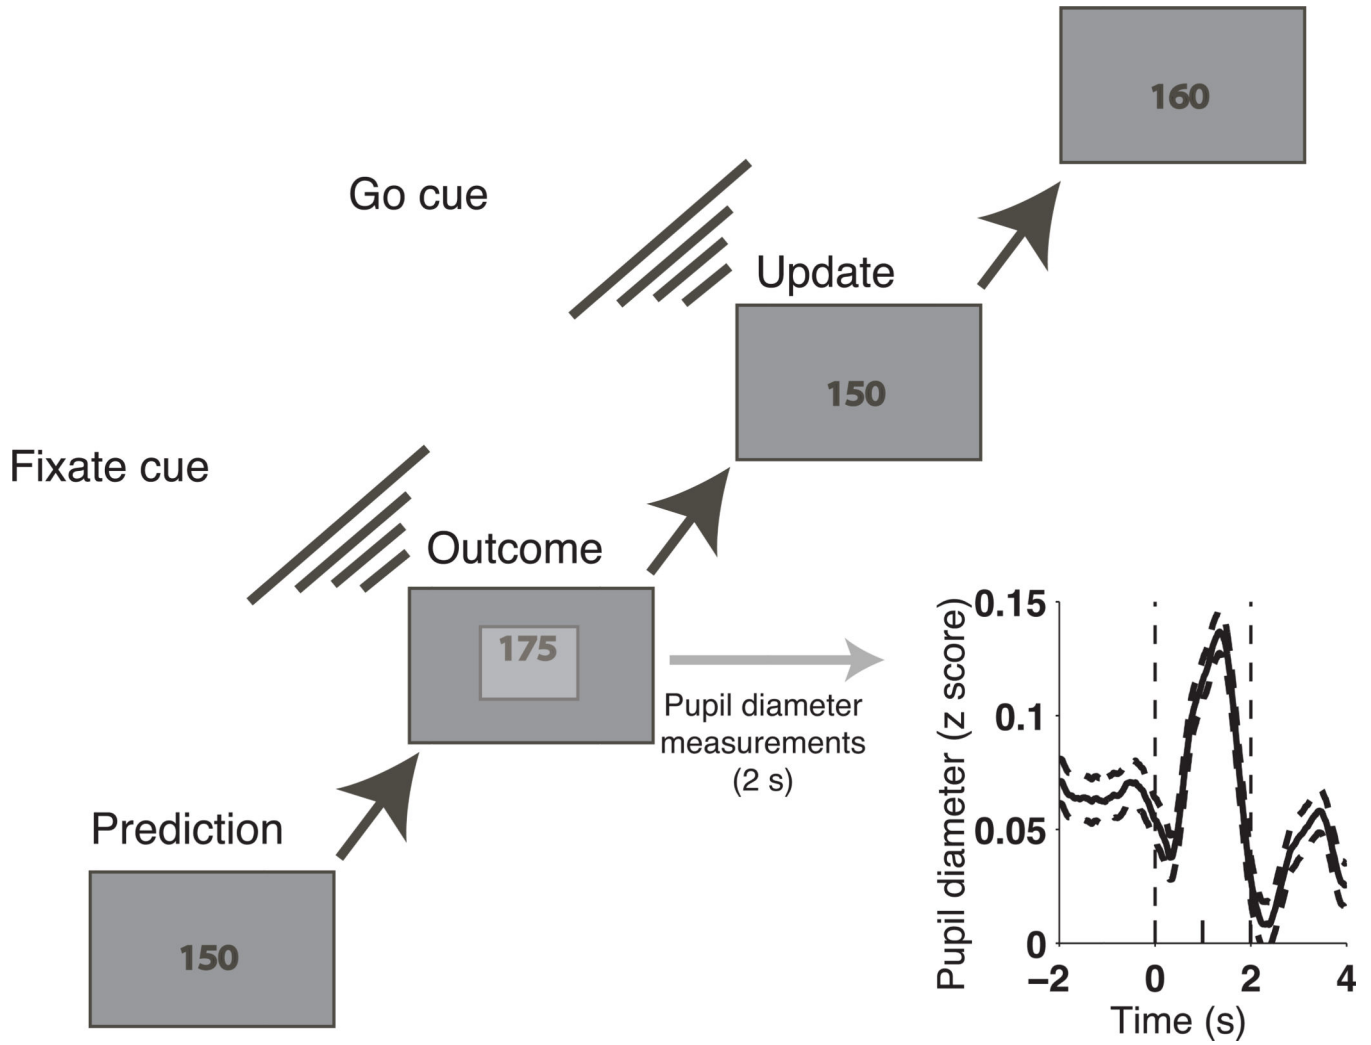 160
Go cue
Update
150
Fixate cue
Outcome
175
Pupil diameter
measurements
(2 s)
Prediction
150
Pupil diameter (z score)
0.15
0.1
0.05
0
−2
0
2
4
Time (s)